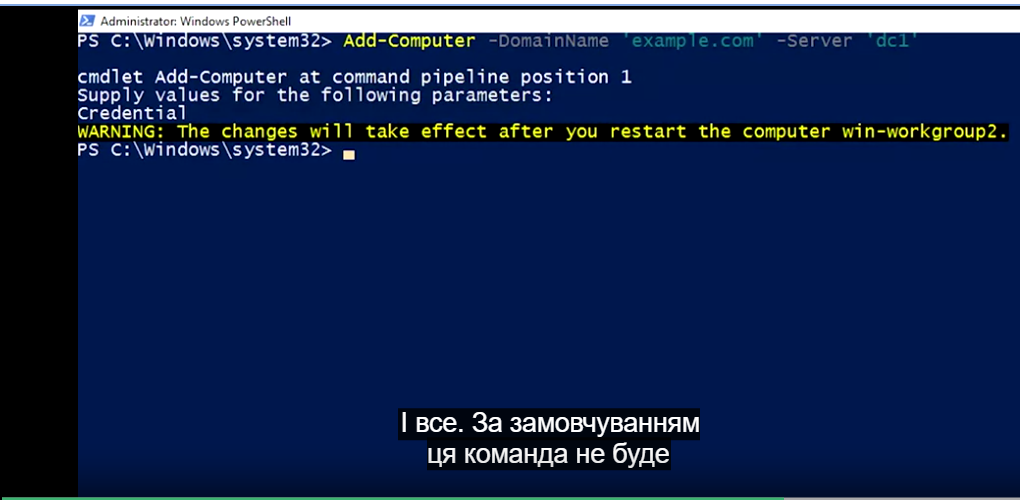 Administrator: Windows PowerShell
PS C:\Windows\system32> Add-Computer -DomainName 'example.com' -Server 'dc1'
cmdlet Add-Computer at command pipeline position 1
Supply values for the following parameters:
Credential
WARNING: The changes will take effect after you restart the computer win-workgroup2.
PS C:\Windows\system32>
І все. За замовчуванням
ця команда не буде